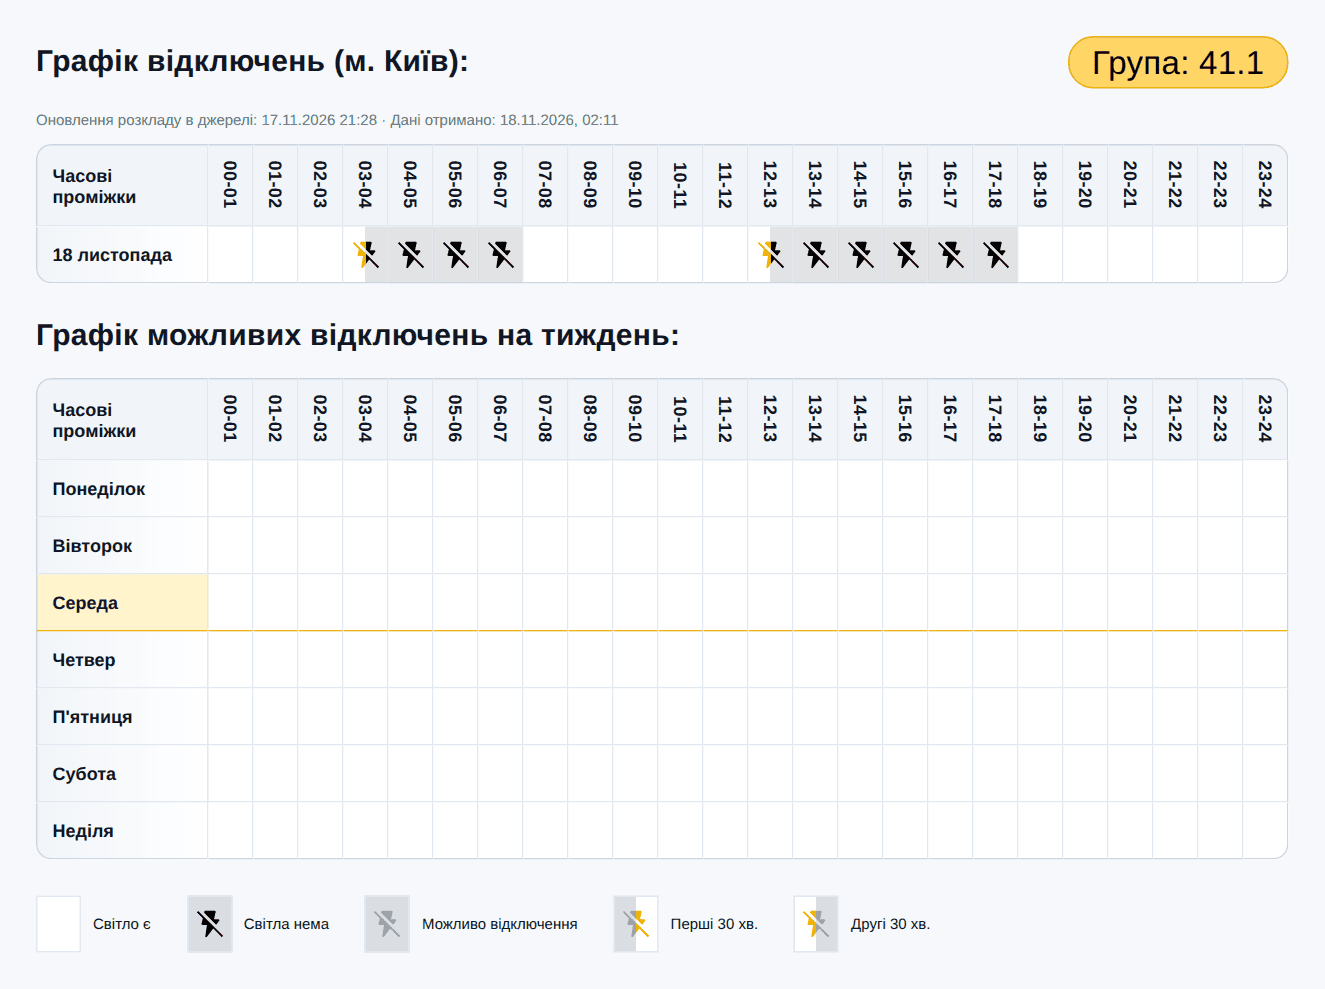 Графік відключень (м. Київ):
Група: 41.1
Оновлення розкладу в джерелі: 17.11.2026 21:28 · Дані отримано: 18.11.2026, 02:11
Часові
проміжки
00-01 01-02 02-03 03-04 04-05 05-06 06-07 07-08 08-09 09-10 10-11 11-12 12-13 13-14 14-15 15-16 16-17 17-18 18-19 19-20 20-21 21-22 22-23 23-24
18 листопада
Графік можливих відключень на тиждень:
Часові
проміжки
00-01 01-02 02-03 03-04 04-05 05-06 06-07 07-08 08-09 09-10 10-11 11-12 12-13 13-14 14-15 15-16 16-17 17-18 18-19 19-20 20-21 21-22 22-23 23-24
Понеділок
Вівторок
Середа
Четвер
П'ятниця
Субота
Неділя
Світло є Світла нема Можливо відключення Перші 30 хв. Другі 30 хв.